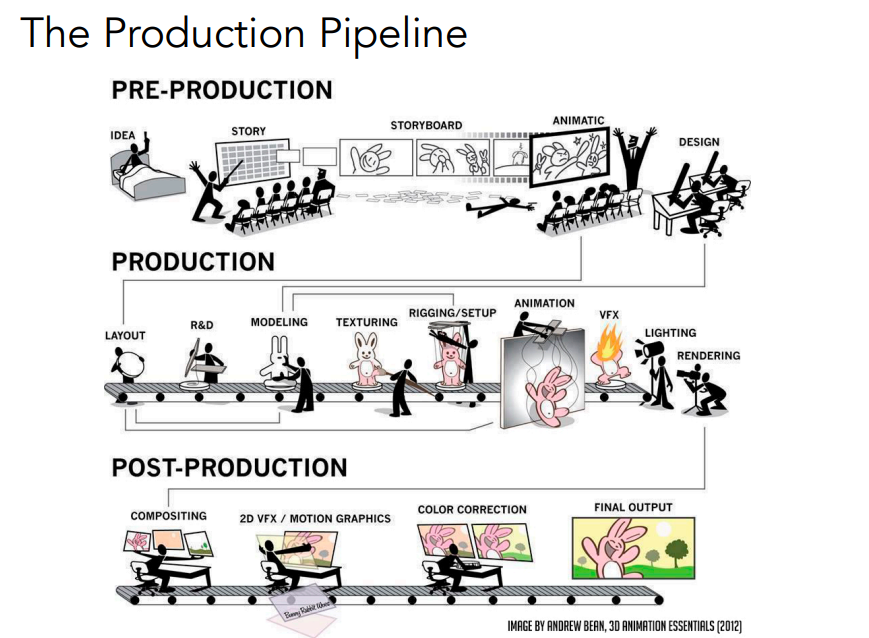 The Production Pipeline
PRE-PRODUCTION
IDEA
STORY
STORYBOARD
ANIMATIC
DESIGN
PRODUCTION
LAYOUT
R&D
MODELING
TEXTURING
RIGGING/SETUP
ANIMATION
VFX
LIGHTING
RENDERING
POST-PRODUCTION
COMPOSITING
2D VFX / MOTION GRAPHICS
COLOR CORRECTION
FINAL OUTPUT
Bunny Rabbit
IMAGE BY ANDREW BEAN, 3D ANIMATION ESSENTIALS (2012)